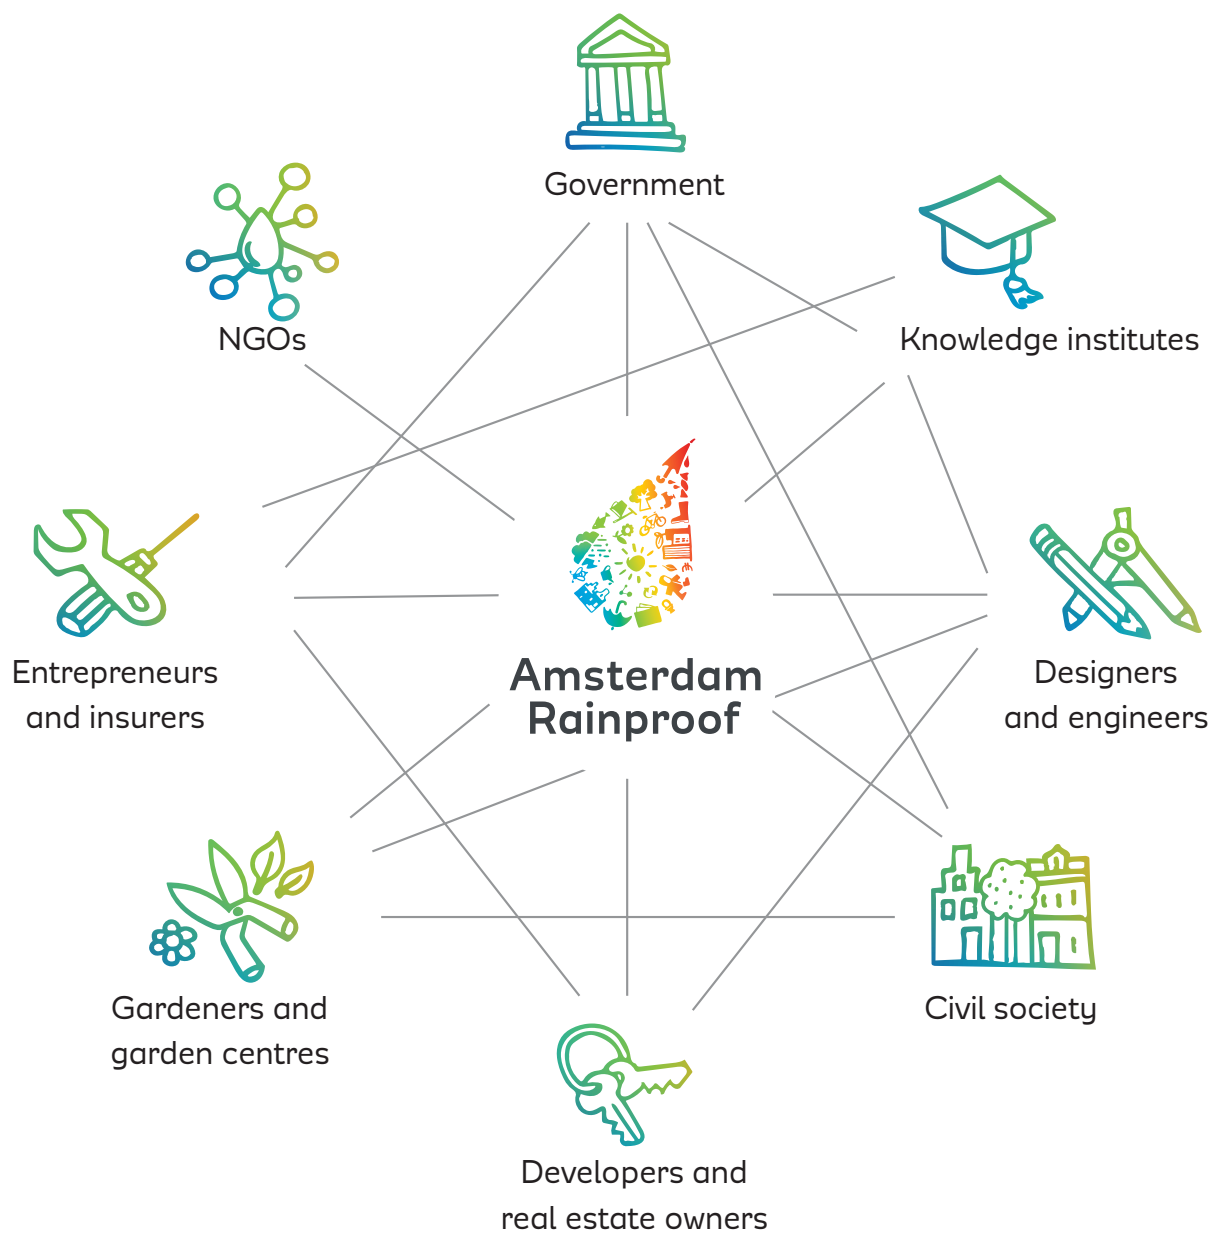 Government
NGOs
Knowledge institutes
Amsterdam
Rainproof
Entrepreneurs
and insurers
Designers
and engineers
Gardeners and
garden centres
Civil society
Developers and
real estate owners